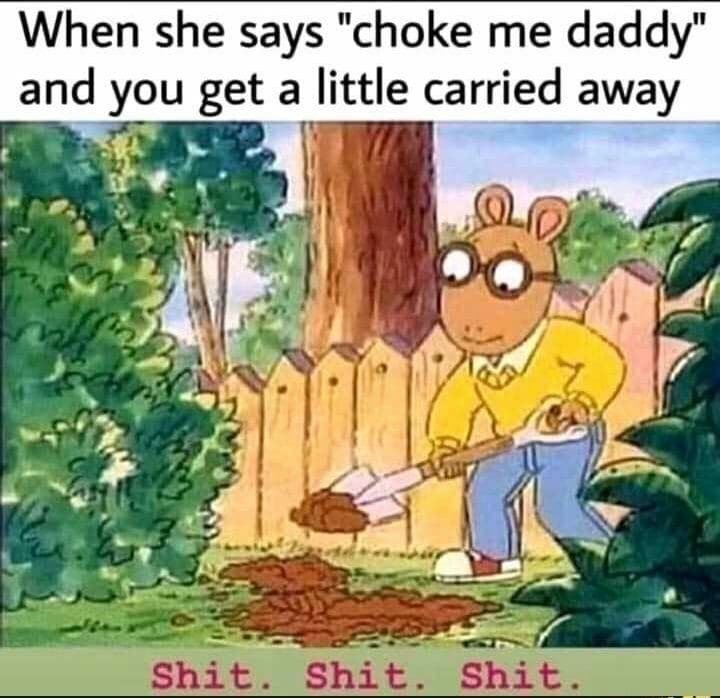 When she says "choke me daddy"
and you get a little carried away
Shit. Shit. Shit.